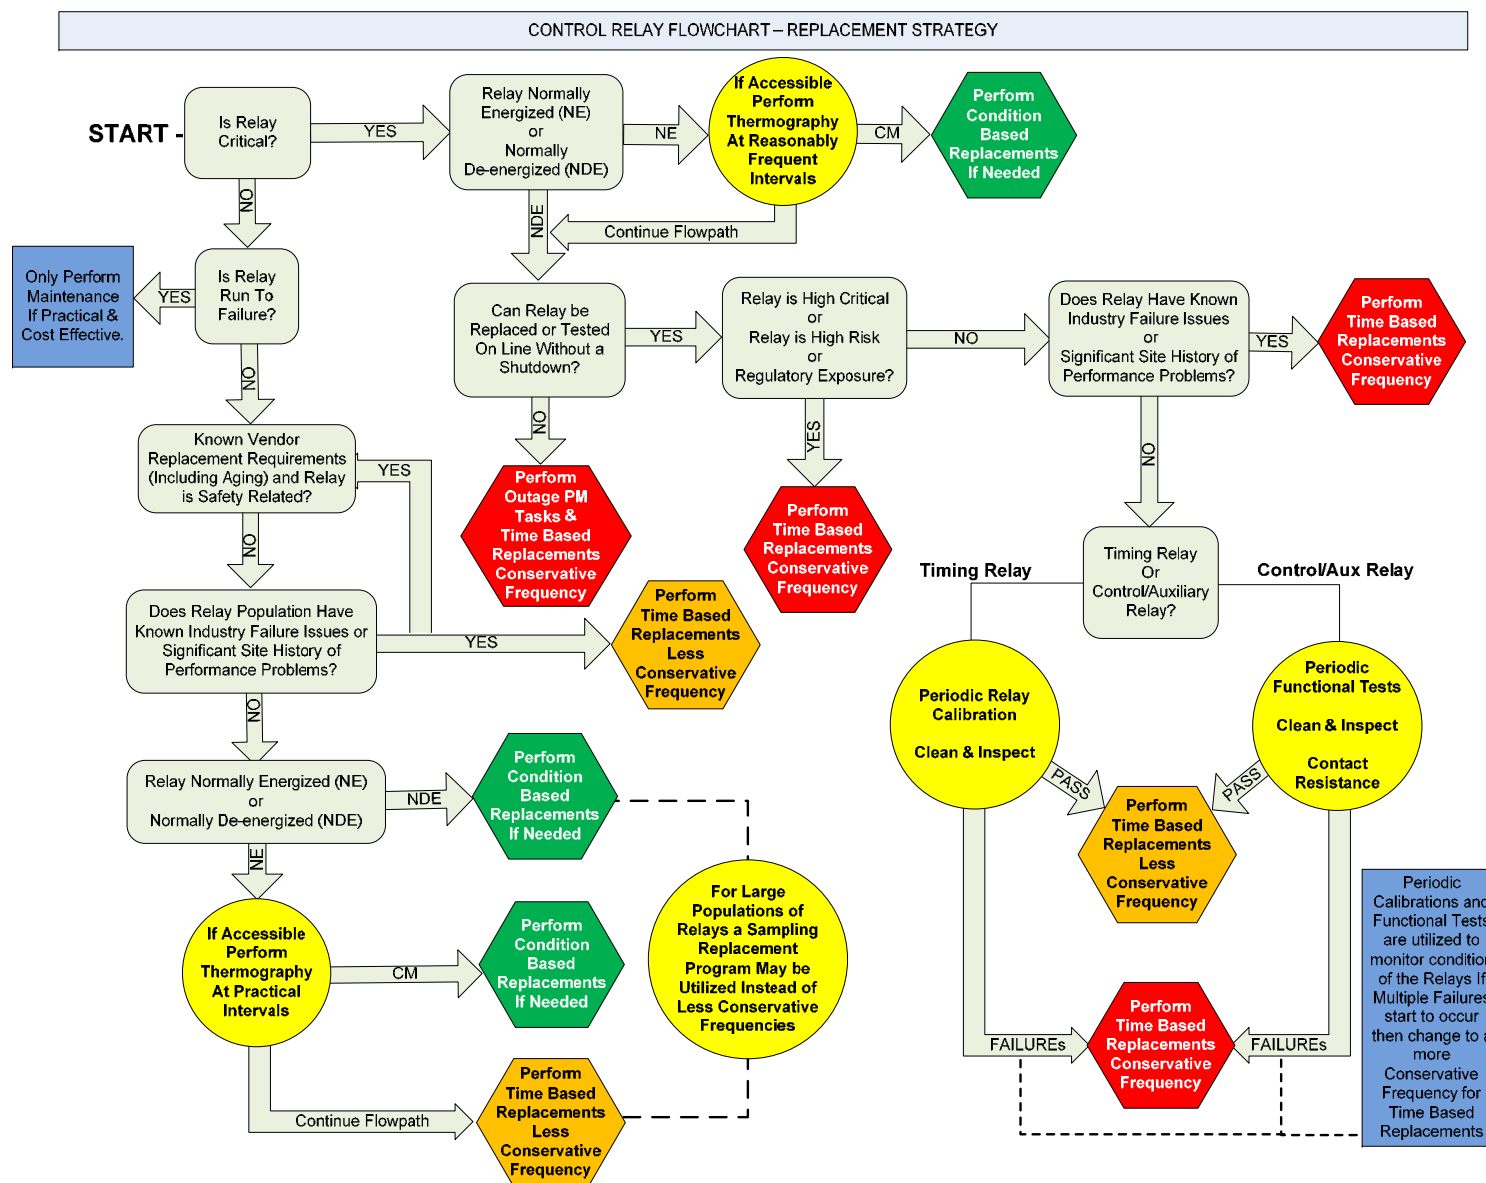 CONTROL RELAY FLOWCHART – REPLACEMENT STRATEGY
START -
Is Relay
Critical?
YES
Relay Normally
Energized (NE)
or
Normally
De-energized (NDE)
NE
If Accessible
Perform
Thermography
At Reasonably
Frequent
Intervals
CM
Perform
Condition
Based
Replacements
If Needed
NO
NDE
Continue Flowpath
Only Perform
Maintenance
If Practical &
Cost Effective.
YES
Is Relay
Run To
Failure?
Can Relay be
Replaced or Tested
On Line Without a
Shutdown?
YES
Relay is High Critical
or
Relay is High Risk
or
Regulatory Exposure?
NO
Does Relay Have Known
Industry Failure Issues
or
Significant Site History of
Performance Problems?
YES
Perform
Time Based
Replacements
Conservative
Frequency
NO
NO
YES
NO
Known Vendor
Replacement Requirements
(Including Aging) and Relay
is Safety Related?
YES
Perform
Outage PM
Tasks &
Time Based
Replacements
Conservative
Frequency
Perform
Time Based
Replacements
Conservative
Frequency
NO
Timing Relay
Or
Control/Auxiliary
Relay?
Timing Relay
Control/Aux Relay
Does Relay Population Have
Known Industry Failure Issues or
Significant Site History of
Performance Problems?
YES
Perform
Time Based
Replacements
Less
Conservative
Frequency
Periodic Relay
Calibration
Clean & Inspect
Periodic
Functional Tests
Clean & Inspect
Contact
Resistance
NO
PASS
PASS
Relay Normally Energized (NE)
or
Normally De-energized (NDE)
NDE
Perform
Condition
Based
Replacements
If Needed
Perform
Time Based
Replacements
Less
Conservative
Frequency
NE
If Accessible
Perform
Thermography
At Practical
Intervals
CM
Perform
Condition
Based
Replacements
If Needed
For Large
Populations of
Relays a Sampling
Replacement
Program May be
Utilized Instead of
Less Conservative
Frequencies
Periodic
Calibrations and
Functional Tests
are utilized to
monitor condition
of the Relays If
Multiple Failures
start to occur
then change to a
more
Conservative
Frequency for
Time Based
Replacements
FAILUREs
Perform
Time Based
Replacements
Conservative
Frequency
FAILUREs
Continue Flowpath
Perform
Time Based
Replacements
Less
Conservative
Frequency